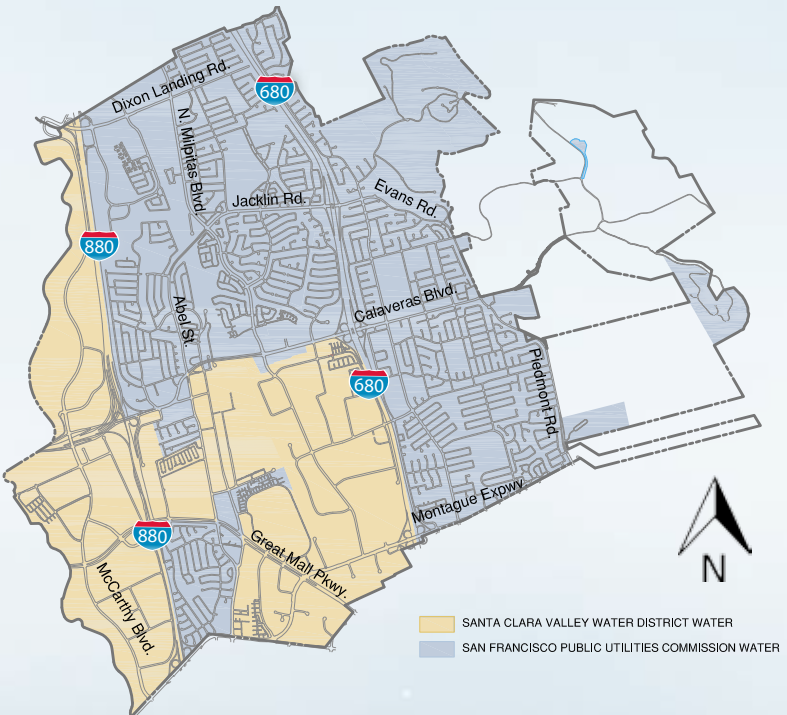 Dixon Landing Rd.
680
N. Milpitas Blvd.
Jacklin Rd.
Evans Rd.
880
Abel St.
Calaveras Blvd.
680
Piedmont Rd.
Montague Expwy
880
Great Mall Pkwy.
McCarthy Blvd.
N
SANTA CLARA VALLEY WATER DISTRICT WATER
SAN FRANCISCO PUBLIC UTILITIES COMMISSION WATER